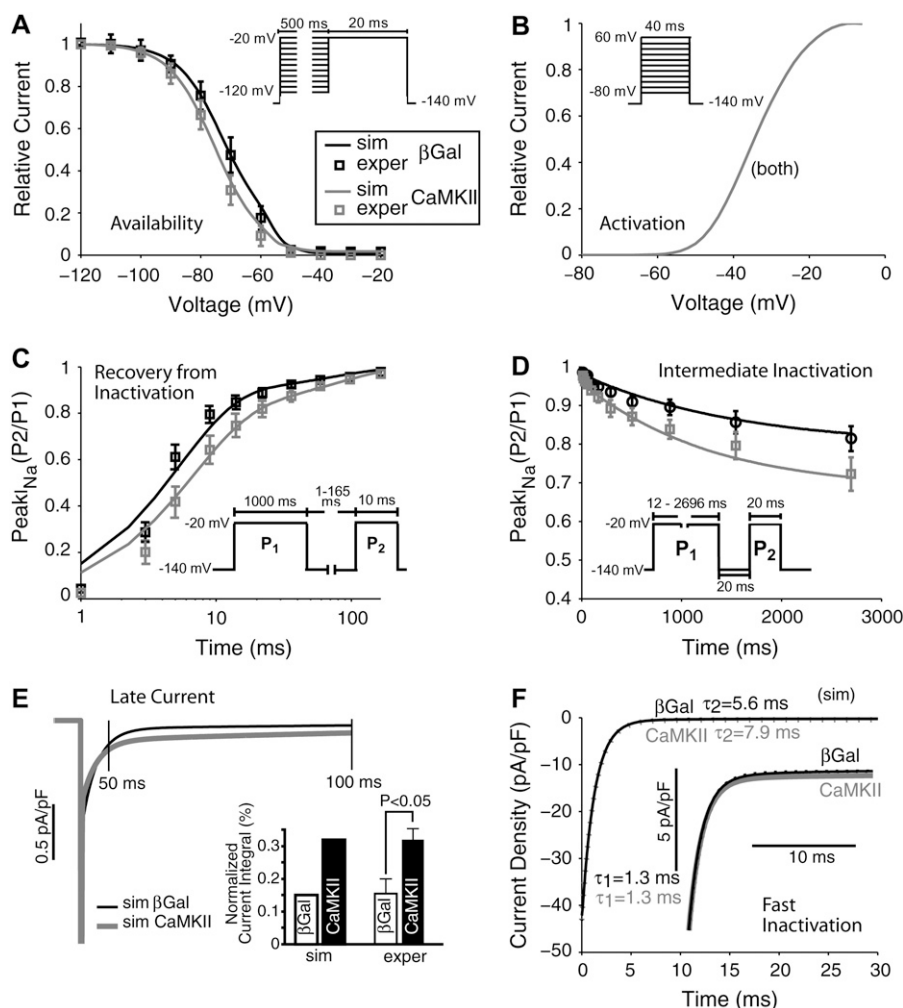 A
Relative Current
1
0.8
0.6
0.4
0.2
0
−120
−100
−80
−60
−40
−20
Voltage (mV)
Availability
500 ms
20 ms
-20 mV
-120 mV
-140 mV
sim
exper
βGal
sim
exper
CaMKII
B
Relative Current
1
0.8
0.6
0.4
0.2
0
−80
−60
−40
−20
0
Voltage (mV)
Activation
(both)
40 ms
60 mV
-80 mV
-140 mV
C
Recovery from
Inactivation
PeakI_Na(P2/P1)
1
0.8
0.6
0.4
0.2
0
1
10
100
Time (ms)
1000 ms
1-165
ms
10 ms
-20 mV
-140 mV
P1
P2
D
Intermediate Inactivation
PeakI_Na(P2/P1)
1
0.9
0.8
0.7
0.6
0.5
0.4
0
1000
2000
3000
Time (ms)
12 - 2696 ms
20 ms
-20 mV
-140 mV
P1
P2
20 ms
E
Late Current
50 ms
100 ms
0.5 pA/pF
sim βGal
sim CaMKII
Normalized
Current Integral (%)
0.3
0.15
0
P<0.05
βGal
CaMKII
βGal
CaMKII
sim
exper
F
(sim)
Current Density (pA/pF)
0
−10
−20
−30
−40
−50
0
5
10
15
20
25
30
Time (ms)
βGal τ2=5.6 ms
CaMKII τ2=7.9 ms
βGal
CaMKII
5 pA/pF
10 ms
τ1=1.3 ms
τ1=1.3 ms
Fast
Inactivation